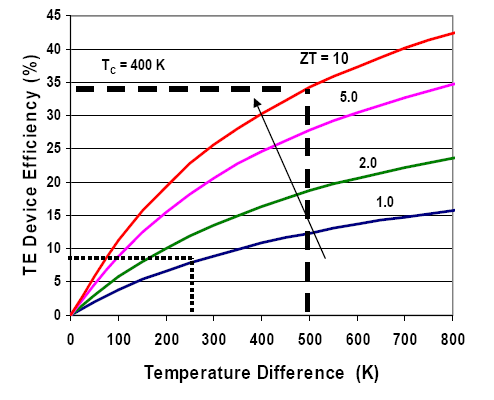 45
40
35
30
25
20
15
10
5
0
TE Device Efficiency (%)
T_C = 400 K
ZT = 10
5.0
2.0
1.0
0 100 200 300 400 500 600 700 800
Temperature Difference (K)